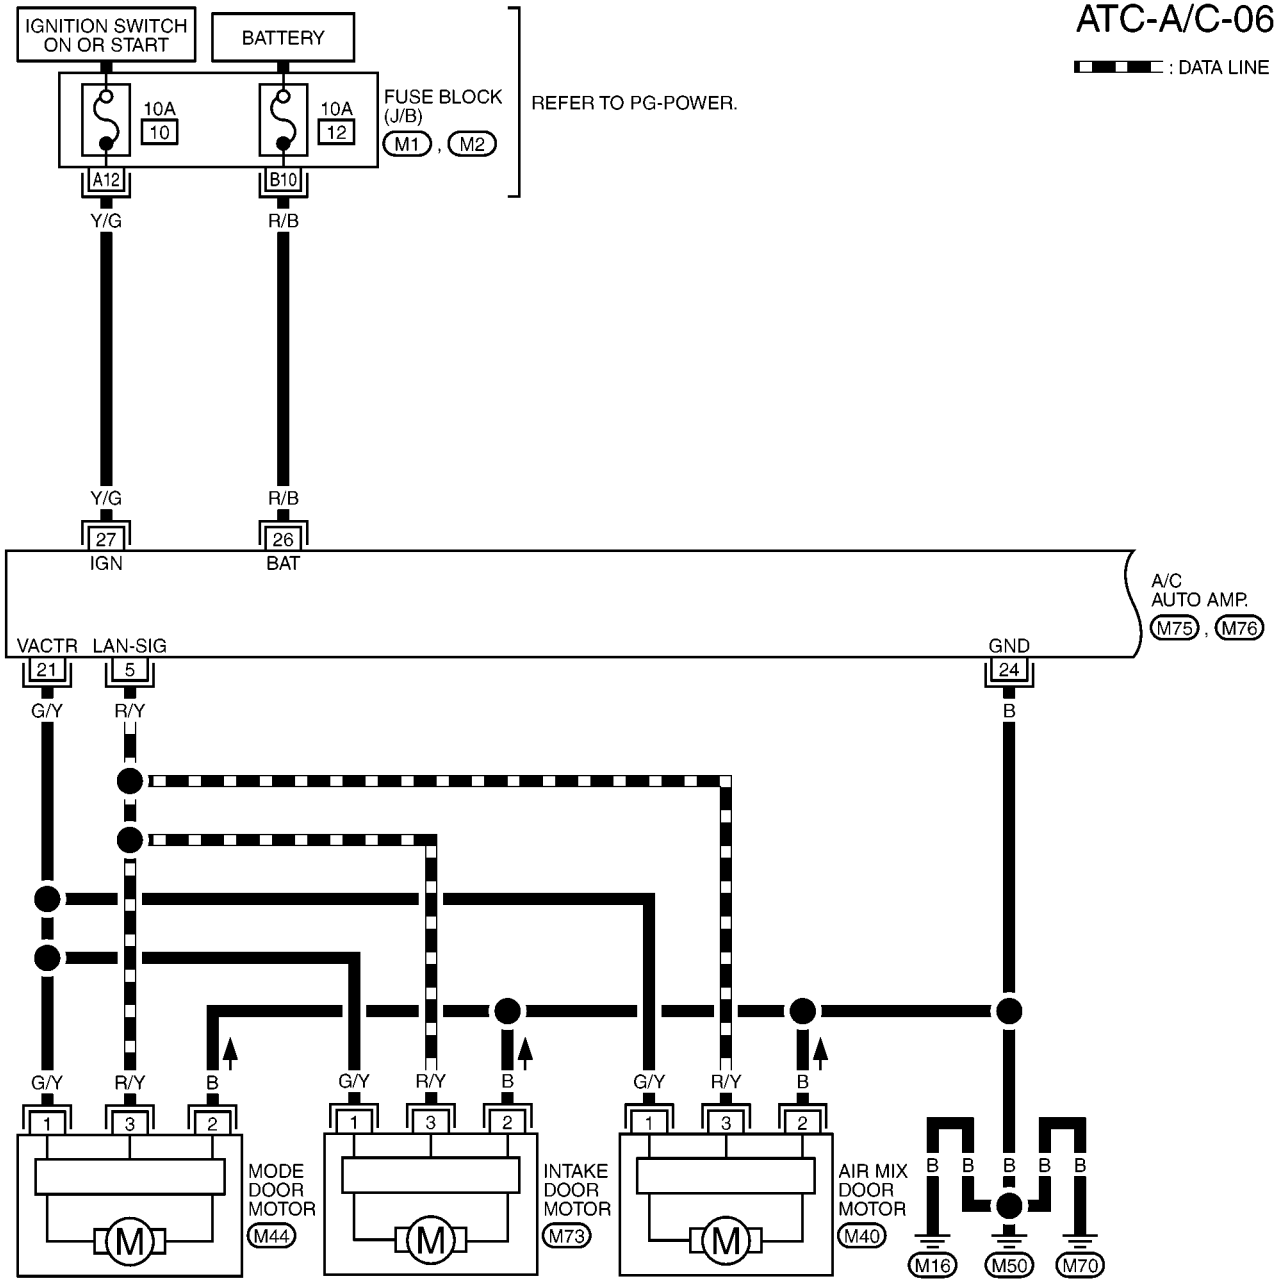 ATC-A/C-06
: DATA LINE
IGNITION SWITCH
ON OR START
BATTERY
10A
10
10A
12
FUSE BLOCK
(J/B)
M1 , M2
REFER TO PG-POWER.
A12
B10
Y/G
R/B
Y/G
R/B
27
26
IGN
BAT
A/C
AUTO AMP.
M75 , M76
VACTR
LAN-SIG
GND
21
5
24
G/Y
R/Y
B
G/Y
R/Y
B
G/Y
R/Y
B
G/Y
R/Y
B
1
3
2
1
3
2
1
3
2
M
MODE
DOOR
MOTOR
M44
M
INTAKE
DOOR
MOTOR
M73
M
AIR MIX
DOOR
MOTOR
M40
B
B
B
B
B
M16
M50
M70